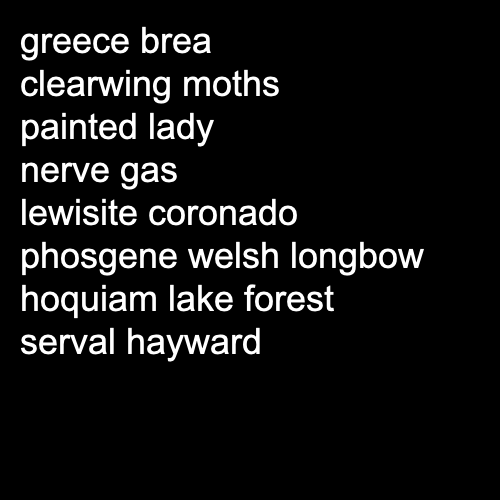 greece brea
clearwing moths
painted lady
nerve gas
lewisite coronado
phosgene welsh longbow
hoquiam lake forest
serval hayward